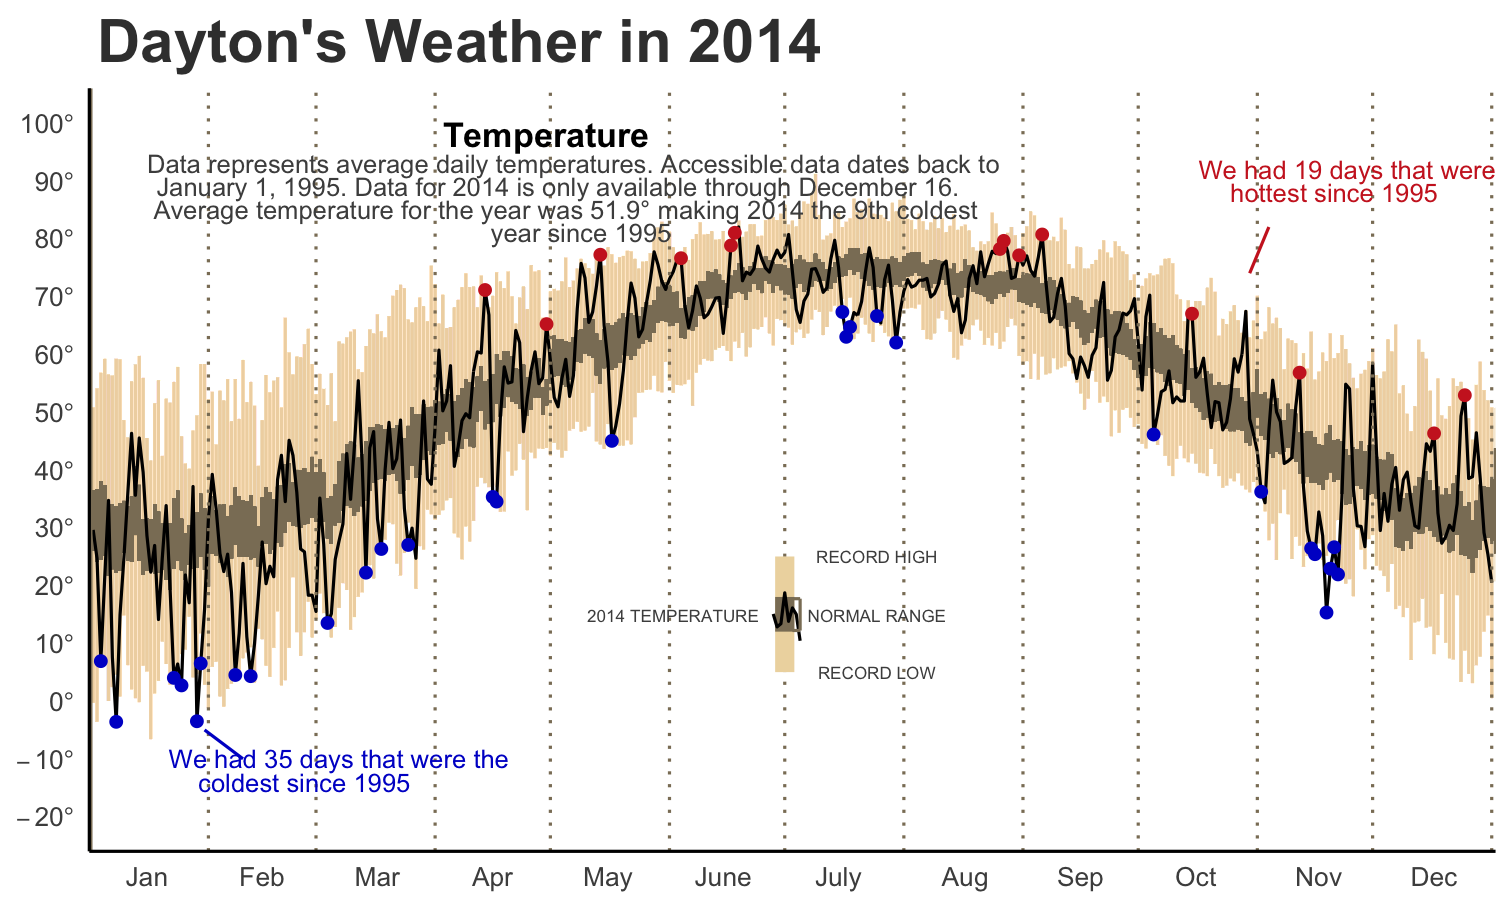 Dayton's Weather in 2014
Temperature
Data represents average daily temperatures. Accessible data dates back to
January 1, 1995. Data for 2014 is only available through December 16.
Average temperature for the year was 51.9° making 2014 the 9th coldest
year since 1995
We had 19 days that were
hottest since 1995
100°
90°
80°
70°
60°
50°
40°
30°
20°
10°
0°
−10°
−20°
RECORD HIGH
2014 TEMPERATURE
NORMAL RANGE
RECORD LOW
We had 35 days that were the
coldest since 1995
Jan Feb Mar Apr May June July Aug Sep Oct Nov Dec